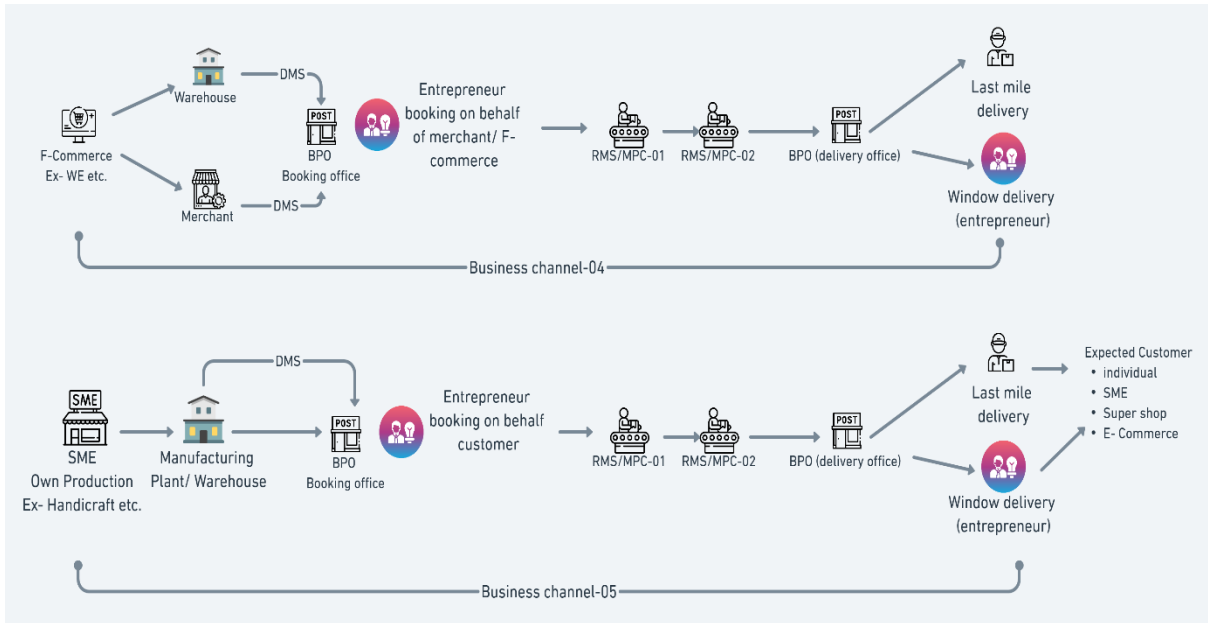 Warehouse
DMS
F-Commerce
Ex- WE etc.
Merchant
DMS
POST
BPO
Booking office
Entrepreneur
booking on behalf
of merchant/ F-
commerce
RMS/MPC-01
RMS/MPC-02
POST
BPO (delivery office)
Last mile
delivery
Window delivery
(entrepreneur)
Business channel-04
SME
SME
Own Production
Ex- Handicraft etc.
DMS
Manufacturing
Plant/ Warehouse
POST
BPO
Booking office
Entrepreneur
booking on behalf
customer
RMS/MPC-01
RMS/MPC-02
POST
BPO (delivery office)
Last mile
delivery
Window delivery
(entrepreneur)
Expected Customer
• individual
• SME
• Super shop
• E- Commerce
Business channel-05